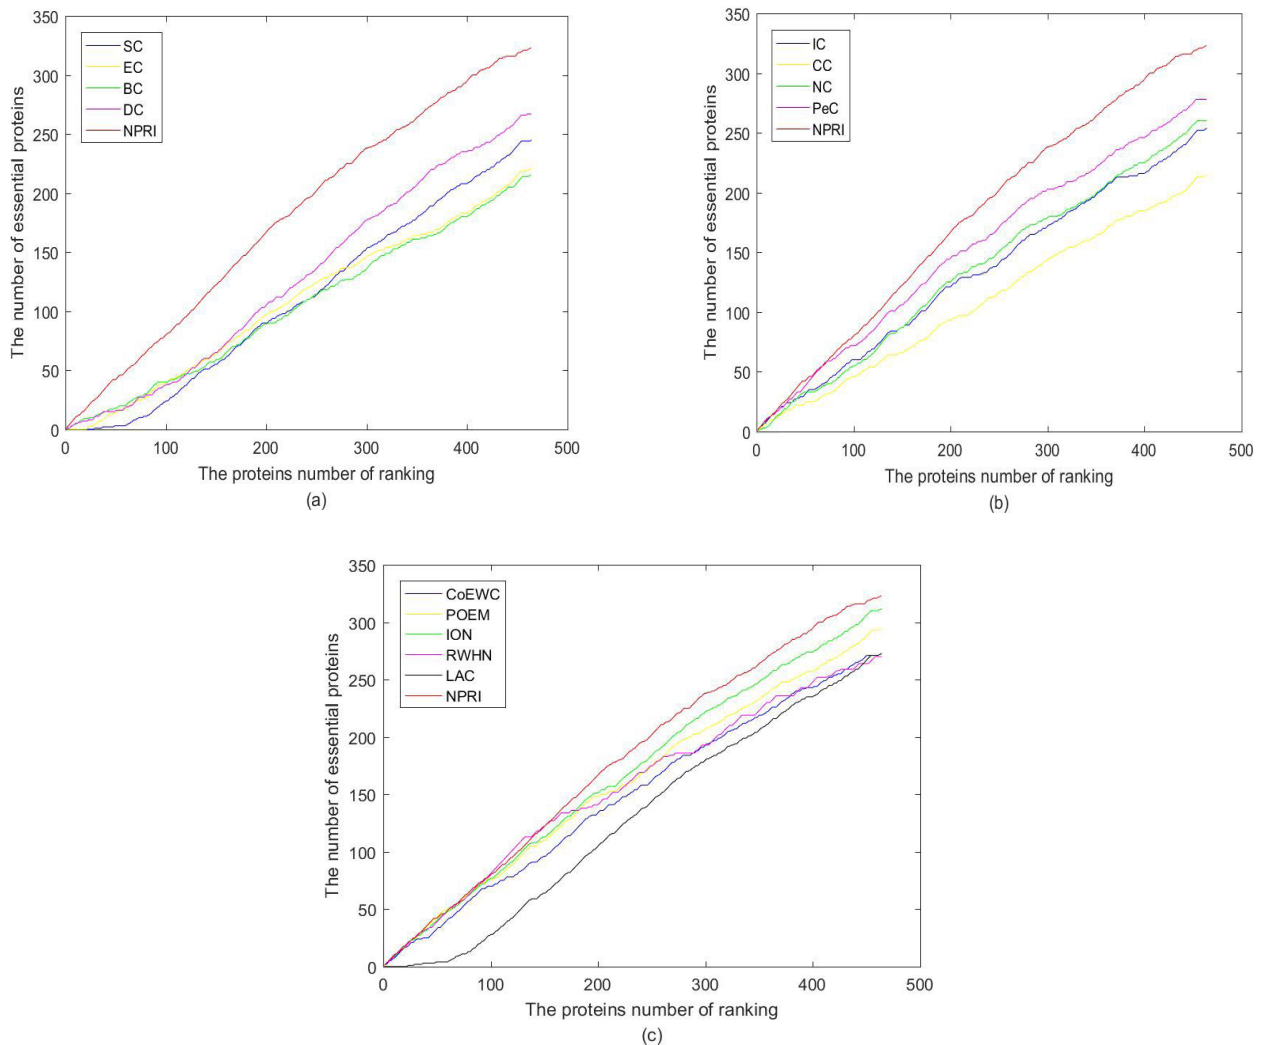 350
300
250
200
150
100
50
0
The number of essential proteins
SC
EC
BC
DC
NPRI
0 100 200 300 400 500
The proteins number of ranking
(a)
350
300
250
200
150
100
50
0
The number of essential proteins
IC
CC
NC
PeC
NPRI
0 100 200 300 400 500
The proteins number of ranking
(b)
350
300
250
200
150
100
50
0
The number of essential proteins
CoEWC
POEM
ION
RWHN
LAC
NPRI
0 100 200 300 400 500
The proteins number of ranking
(c)